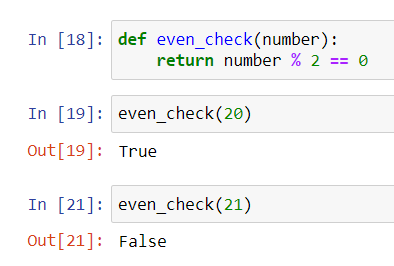 In [18]: def even_check(number):
    return number % 2 == 0
In [19]: even_check(20)
Out[19]: True
In [21]: even_check(21)
Out[21]: False